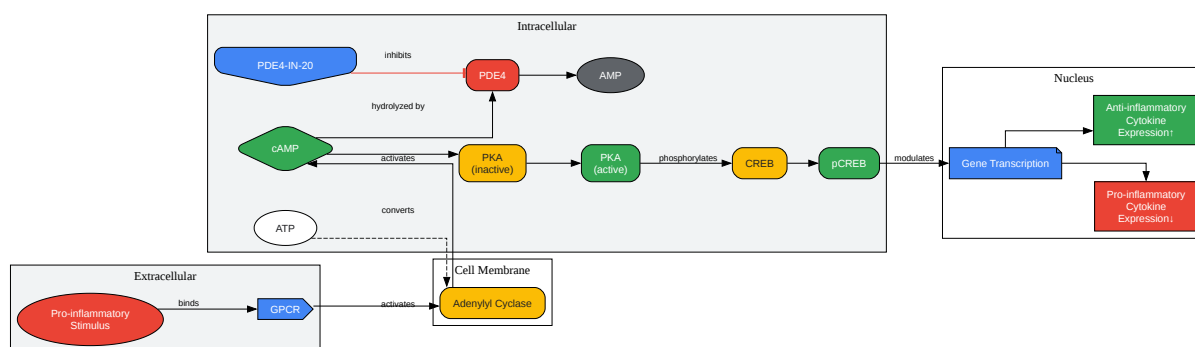 Intracellular
PDE4-IN-20
inhibits
PDE4
AMP
hydrolyzed by
cAMP
activates
PKA
(inactive)
PKA
(active)
phosphorylates
CREB
pCREB
modulates
Nucleus
Gene Transcription
Anti-inflammatory
Cytokine
Expression↑
Pro-inflammatory
Cytokine
Expression↓
converts
ATP
Cell Membrane
Adenylyl Cyclase
Extracellular
Pro-inflammatory
Stimulus
binds
GPCR
activates